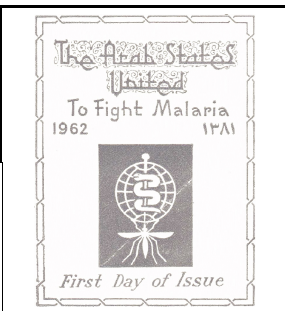 The Arab States
United
To Fight Malaria
1962 ١٣٨١
First Day of Issue